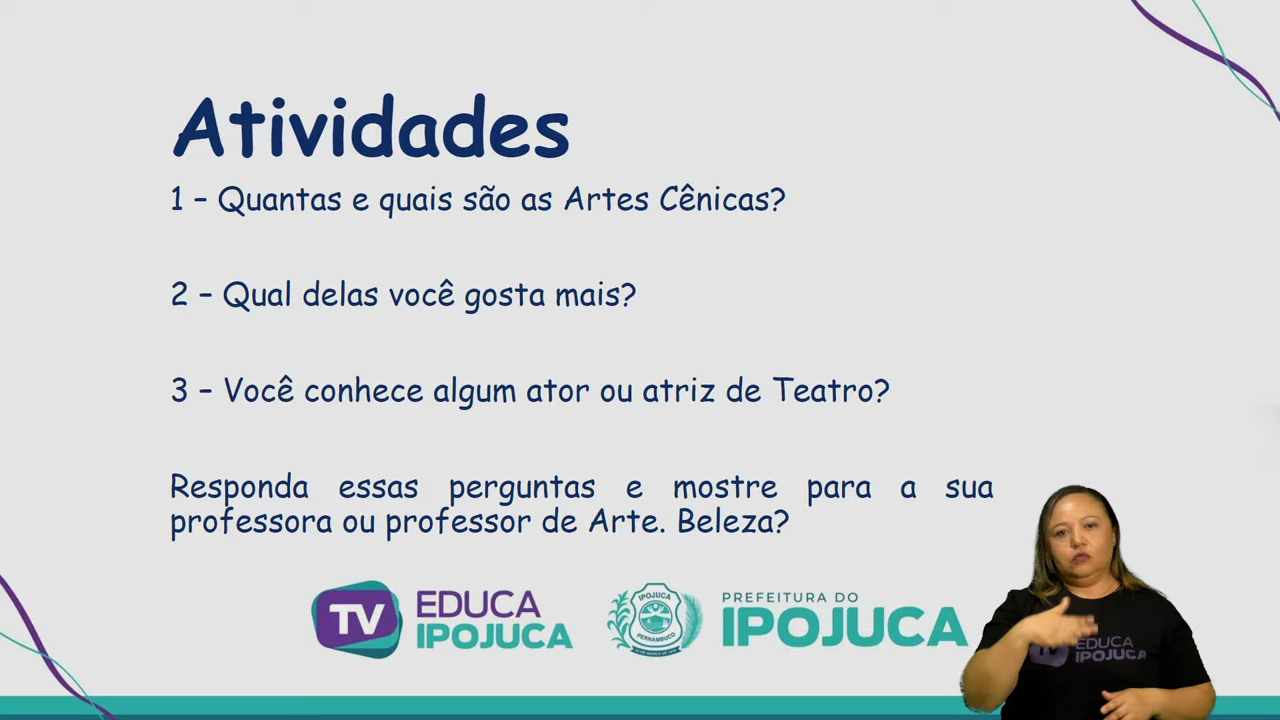 Atividades
1 – Quantas e quais são as Artes Cênicas?
2 – Qual delas você gosta mais?
3 – Você conhece algum ator ou atriz de Teatro?
Responda essas perguntas e mostre para a sua
professora ou professor de Arte. Beleza?
TV EDUCA
IPOJUCA
IPOJUCA
PERNAMBUCO
PREFEITURA DO
IPOJUCA
EDUCA
IPOJUCA